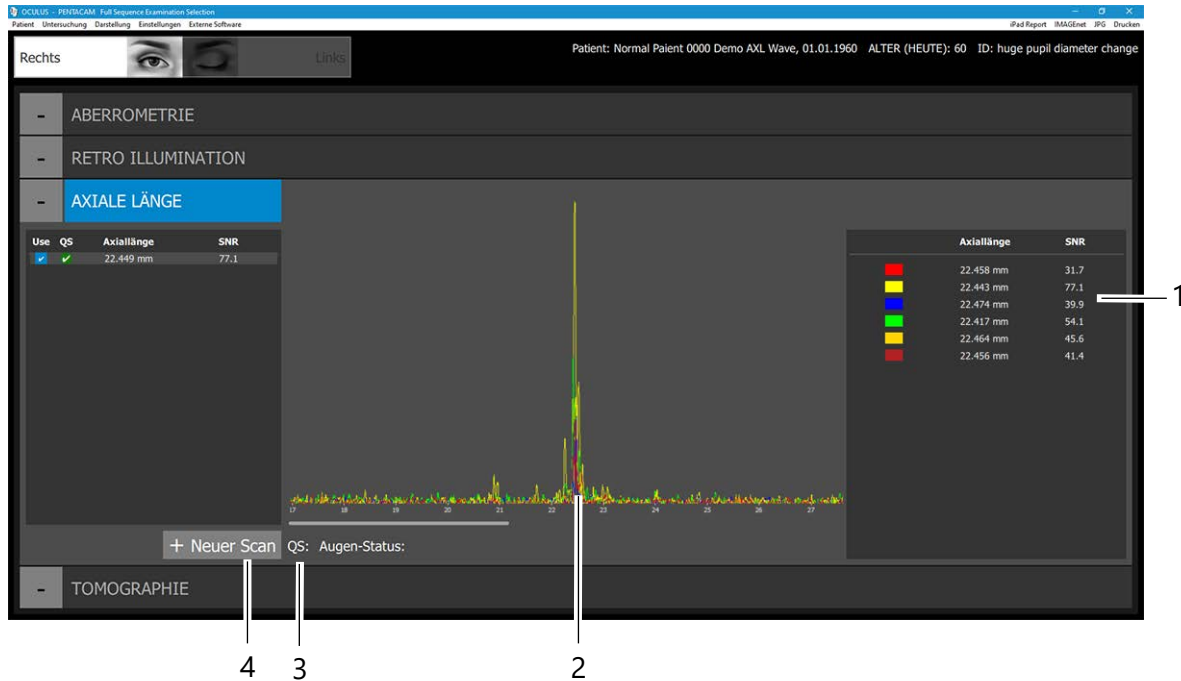 OCULUS - PENTACAM Full Sequence Examination Selection
Patient Untersuchung Darstellung Einstellungen Externe Software iPad Report IMAGEnet JPG Drucken
Rechts Links Patient: Normal Paient 0000 Demo AXL Wave, 01.01.1960 ALTER (HEUTE): 60 ID: huge pupil diameter change
- ABERROMETRIE
- RETRO ILLUMINATION
- AXIALE LÄNGE
Use QS Axiallänge SNR
22.449 mm 77.1
Axiallänge SNR
22.458 mm 31.7
22.443 mm 77.1
22.474 mm 39.9
22.417 mm 54.1
22.464 mm 45.6
22.456 mm 41.4
1
17 18 19 20 21 22 23 24 25 26 27
+ Neuer Scan QS: Augen-Status:
- TOMOGRAPHIE
4 3 2